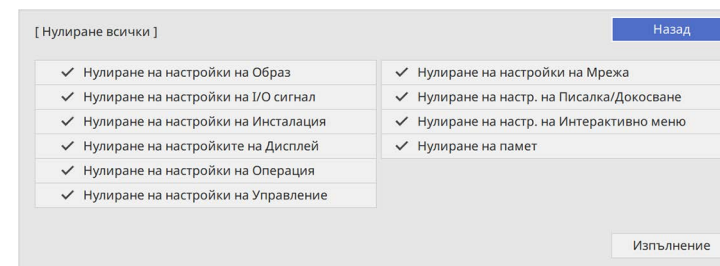 [ Нулиране всички ]
Назад
Нулиране на настройки на Образ
Нулиране на настройки на I/O сигнал
Нулиране на настройки на Инсталация
Нулиране на настройките на Дисплей
Нулиране на настройки на Операция
Нулиране на настройки на Управление
Нулиране на настройки на Мрежа
Нулиране на настр. на Писалка/Докосване
Нулиране на настр. на Интерактивно меню
Нулиране на памет
Изпълнение